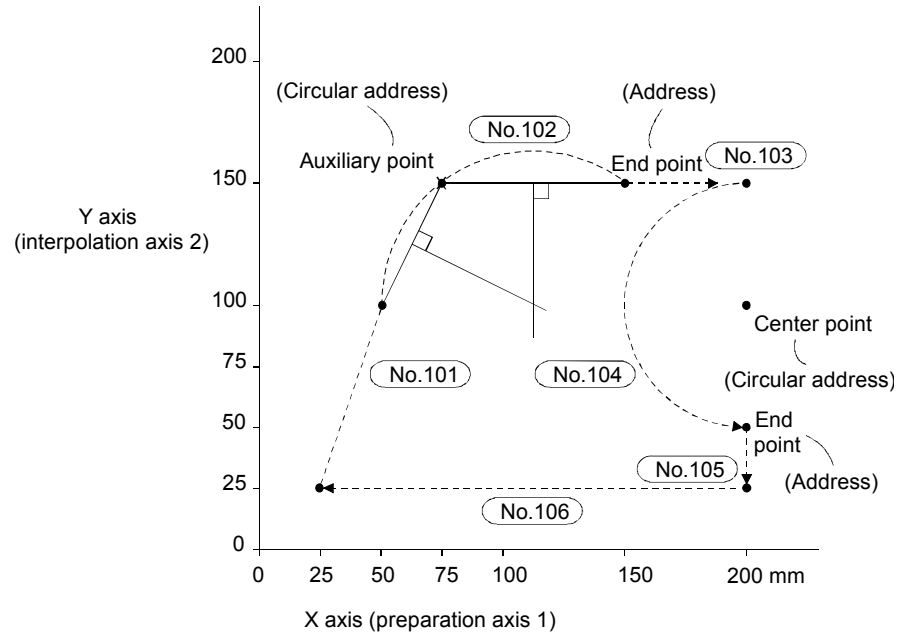 200
(Circular address)
(Address)
No.102
Auxiliary point
End point
No.103
150
Y axis
(interpolation axis 2)
100
Center point
75
No.101
No.104
(Circular address)
50
End
point
No.105
(Address)
25
No.106
0
0 25 50 75 100 150 200 mm
X axis (preparation axis 1)